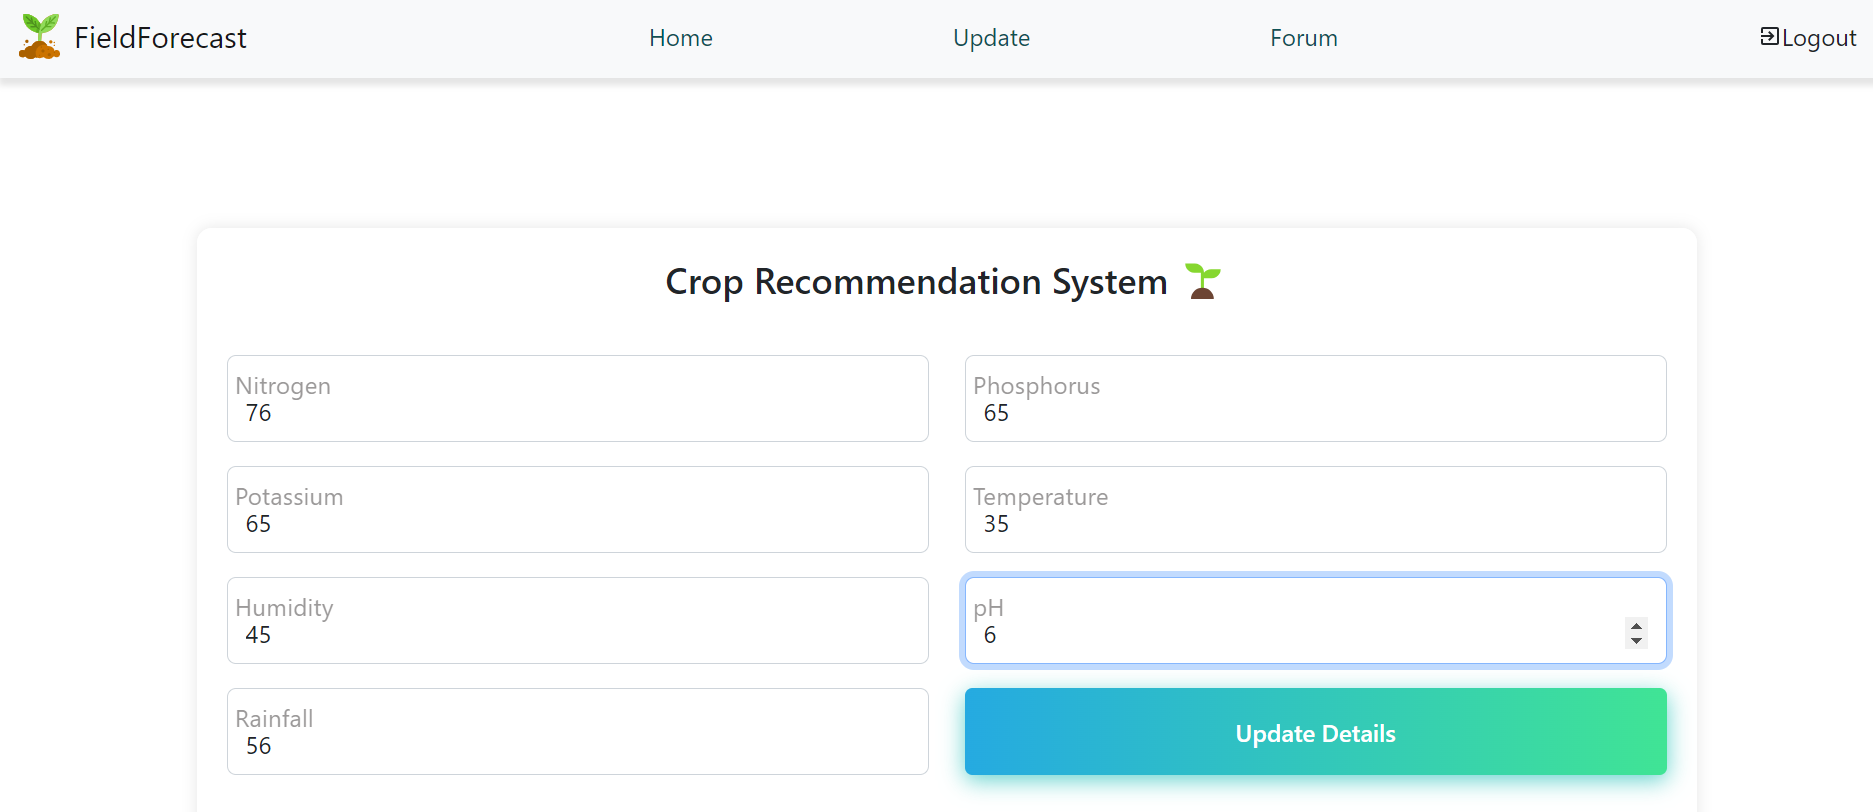 FieldForecast Home Update Forum Logout
Crop Recommendation System
Nitrogen
76
Phosphorus
65
Potassium
65
Temperature
35
Humidity
45
pH
6
Rainfall
56
Update Details